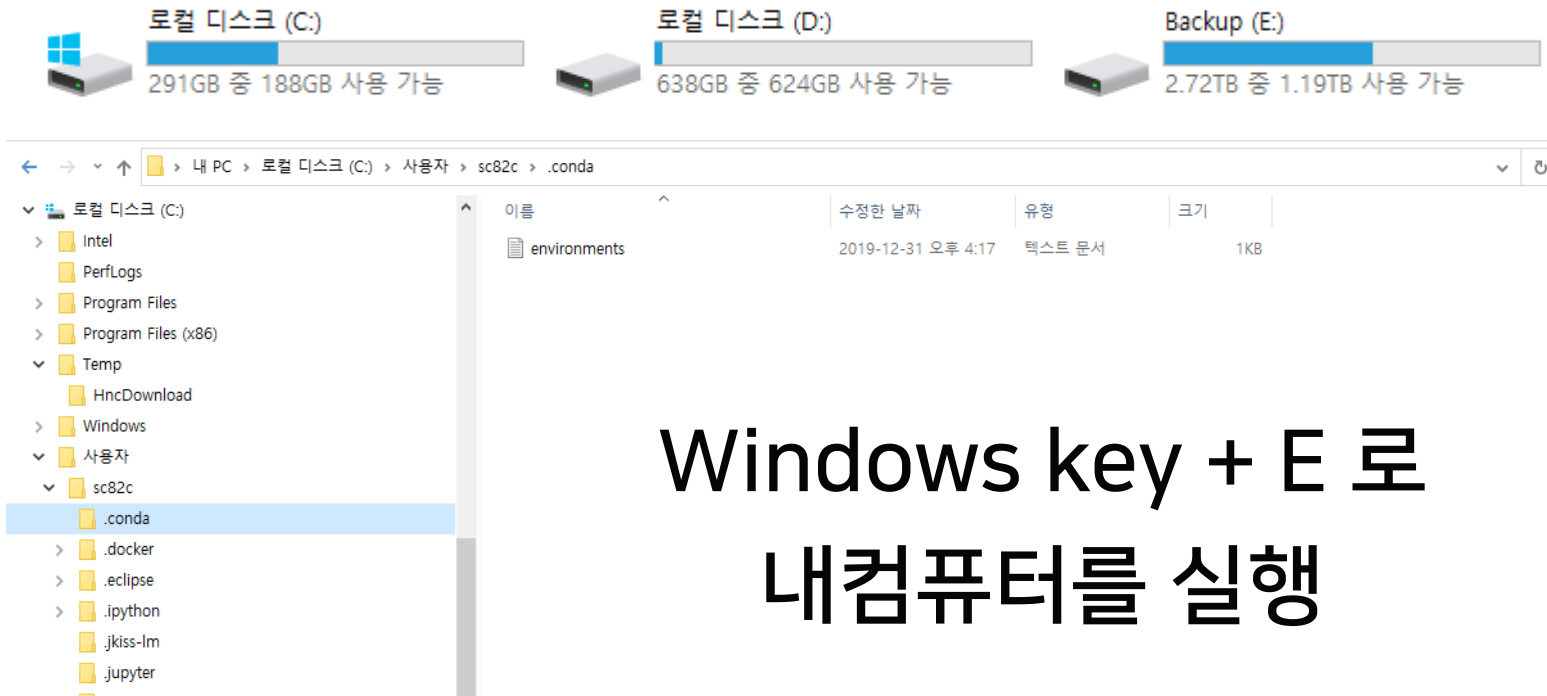 로컬 디스크 (C:)
291GB 중 188GB 사용 가능
로컬 디스크 (D:)
638GB 중 624GB 사용 가능
Backup (E:)
2.72TB 중 1.19TB 사용 가능
내 PC > 로컬 디스크 (C:) > 사용자 > sc82c > .conda
로컬 디스크 (C:)
Intel
PerfLogs
Program Files
Program Files (x86)
Temp
HncDownload
Windows
사용자
sc82c
.conda
.docker
.eclipse
.ipython
.jkiss-lm
.jupyter
이름 수정한 날짜 유형 크기
environments 2019-12-31 오후 4:17 텍스트 문서 1KB
Windows key + E 로
내컴퓨터를 실행